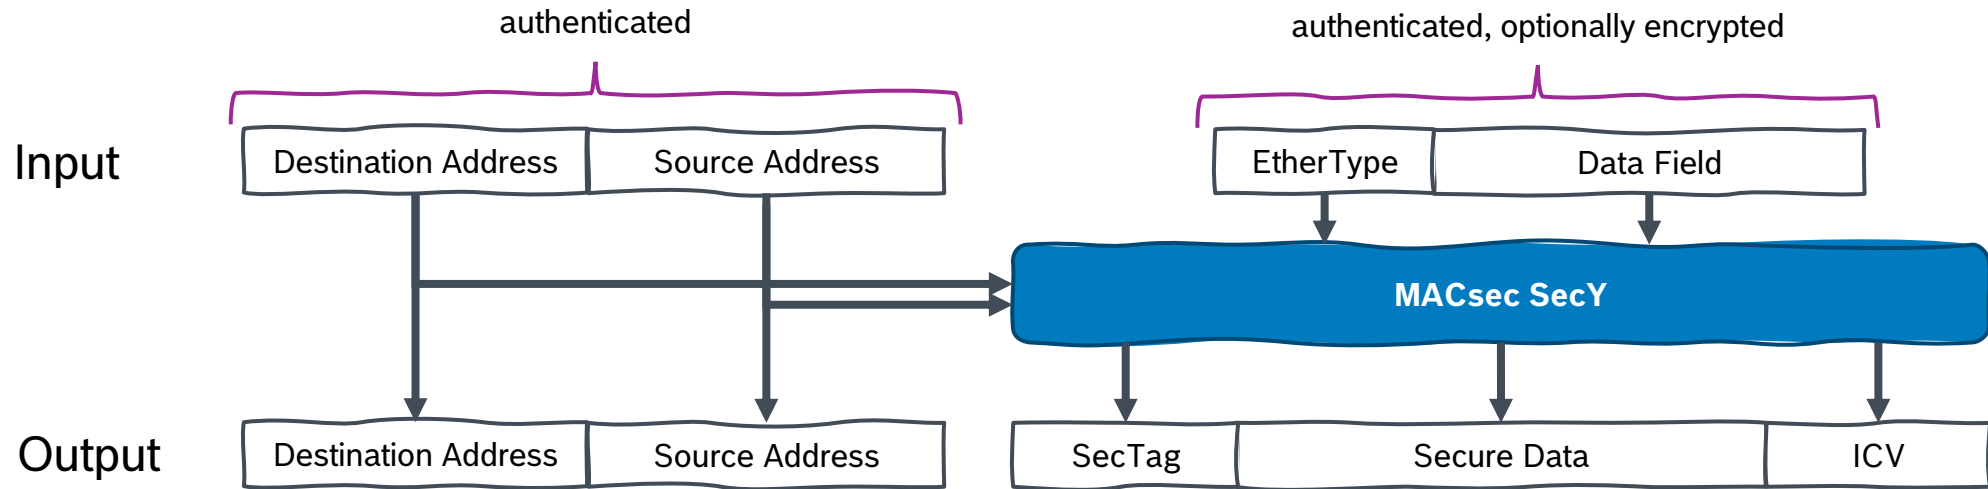 authenticated
authenticated, optionally encrypted
Input
Destination Address
Source Address
EtherType
Data Field
MACsec SecY
Output
Destination Address
Source Address
SecTag
Secure Data
ICV